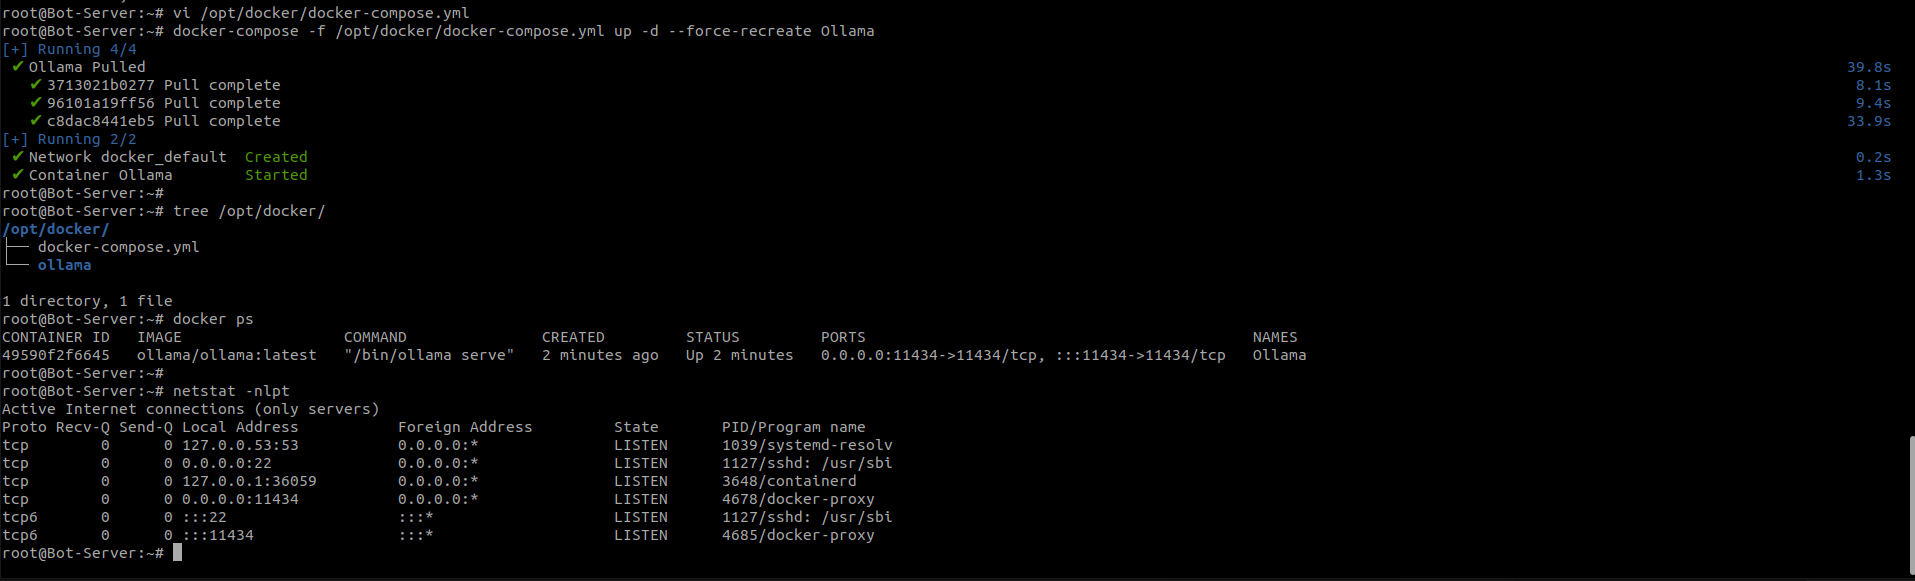 root@Bot-Server:~# vi /opt/docker/docker-compose.yml
root@Bot-Server:~# docker-compose -f /opt/docker/docker-compose.yml up -d --force-recreate Ollama
[+] Running 4/4
✔ Ollama Pulled 39.8s
✔ 3713021b0277 Pull complete 8.1s
✔ 96101a19ff56 Pull complete 9.4s
✔ c8dac8441eb5 Pull complete 33.9s
[+] Running 2/2
✔ Network docker_default Created 0.2s
✔ Container Ollama Started 1.3s
root@Bot-Server:~#
root@Bot-Server:~# tree /opt/docker/
/opt/docker/
├── docker-compose.yml
└── ollama
1 directory, 1 file
root@Bot-Server:~# docker ps
CONTAINER ID IMAGE COMMAND CREATED STATUS PORTS NAMES
49590f2f6645 ollama/ollama:latest "/bin/ollama serve" 2 minutes ago Up 2 minutes 0.0.0.0:11434->11434/tcp, :::11434->11434/tcp Ollama
root@Bot-Server:~#
root@Bot-Server:~# netstat -nlpt
Active Internet connections (only servers)
Proto Recv-Q Send-Q Local Address Foreign Address State PID/Program name
tcp 0 0 127.0.0.53:53 0.0.0.0:* LISTEN 1039/systemd-resolv
tcp 0 0 0.0.0.0:22 0.0.0.0:* LISTEN 1127/sshd: /usr/sbi
tcp 0 0 127.0.0.1:36059 0.0.0.0:* LISTEN 3648/containerd
tcp 0 0 0.0.0.0:11434 0.0.0.0:* LISTEN 4678/docker-proxy
tcp6 0 0 :::22 :::* LISTEN 1127/sshd: /usr/sbi
tcp6 0 0 :::11434 :::* LISTEN 4685/docker-proxy
root@Bot-Server:~#